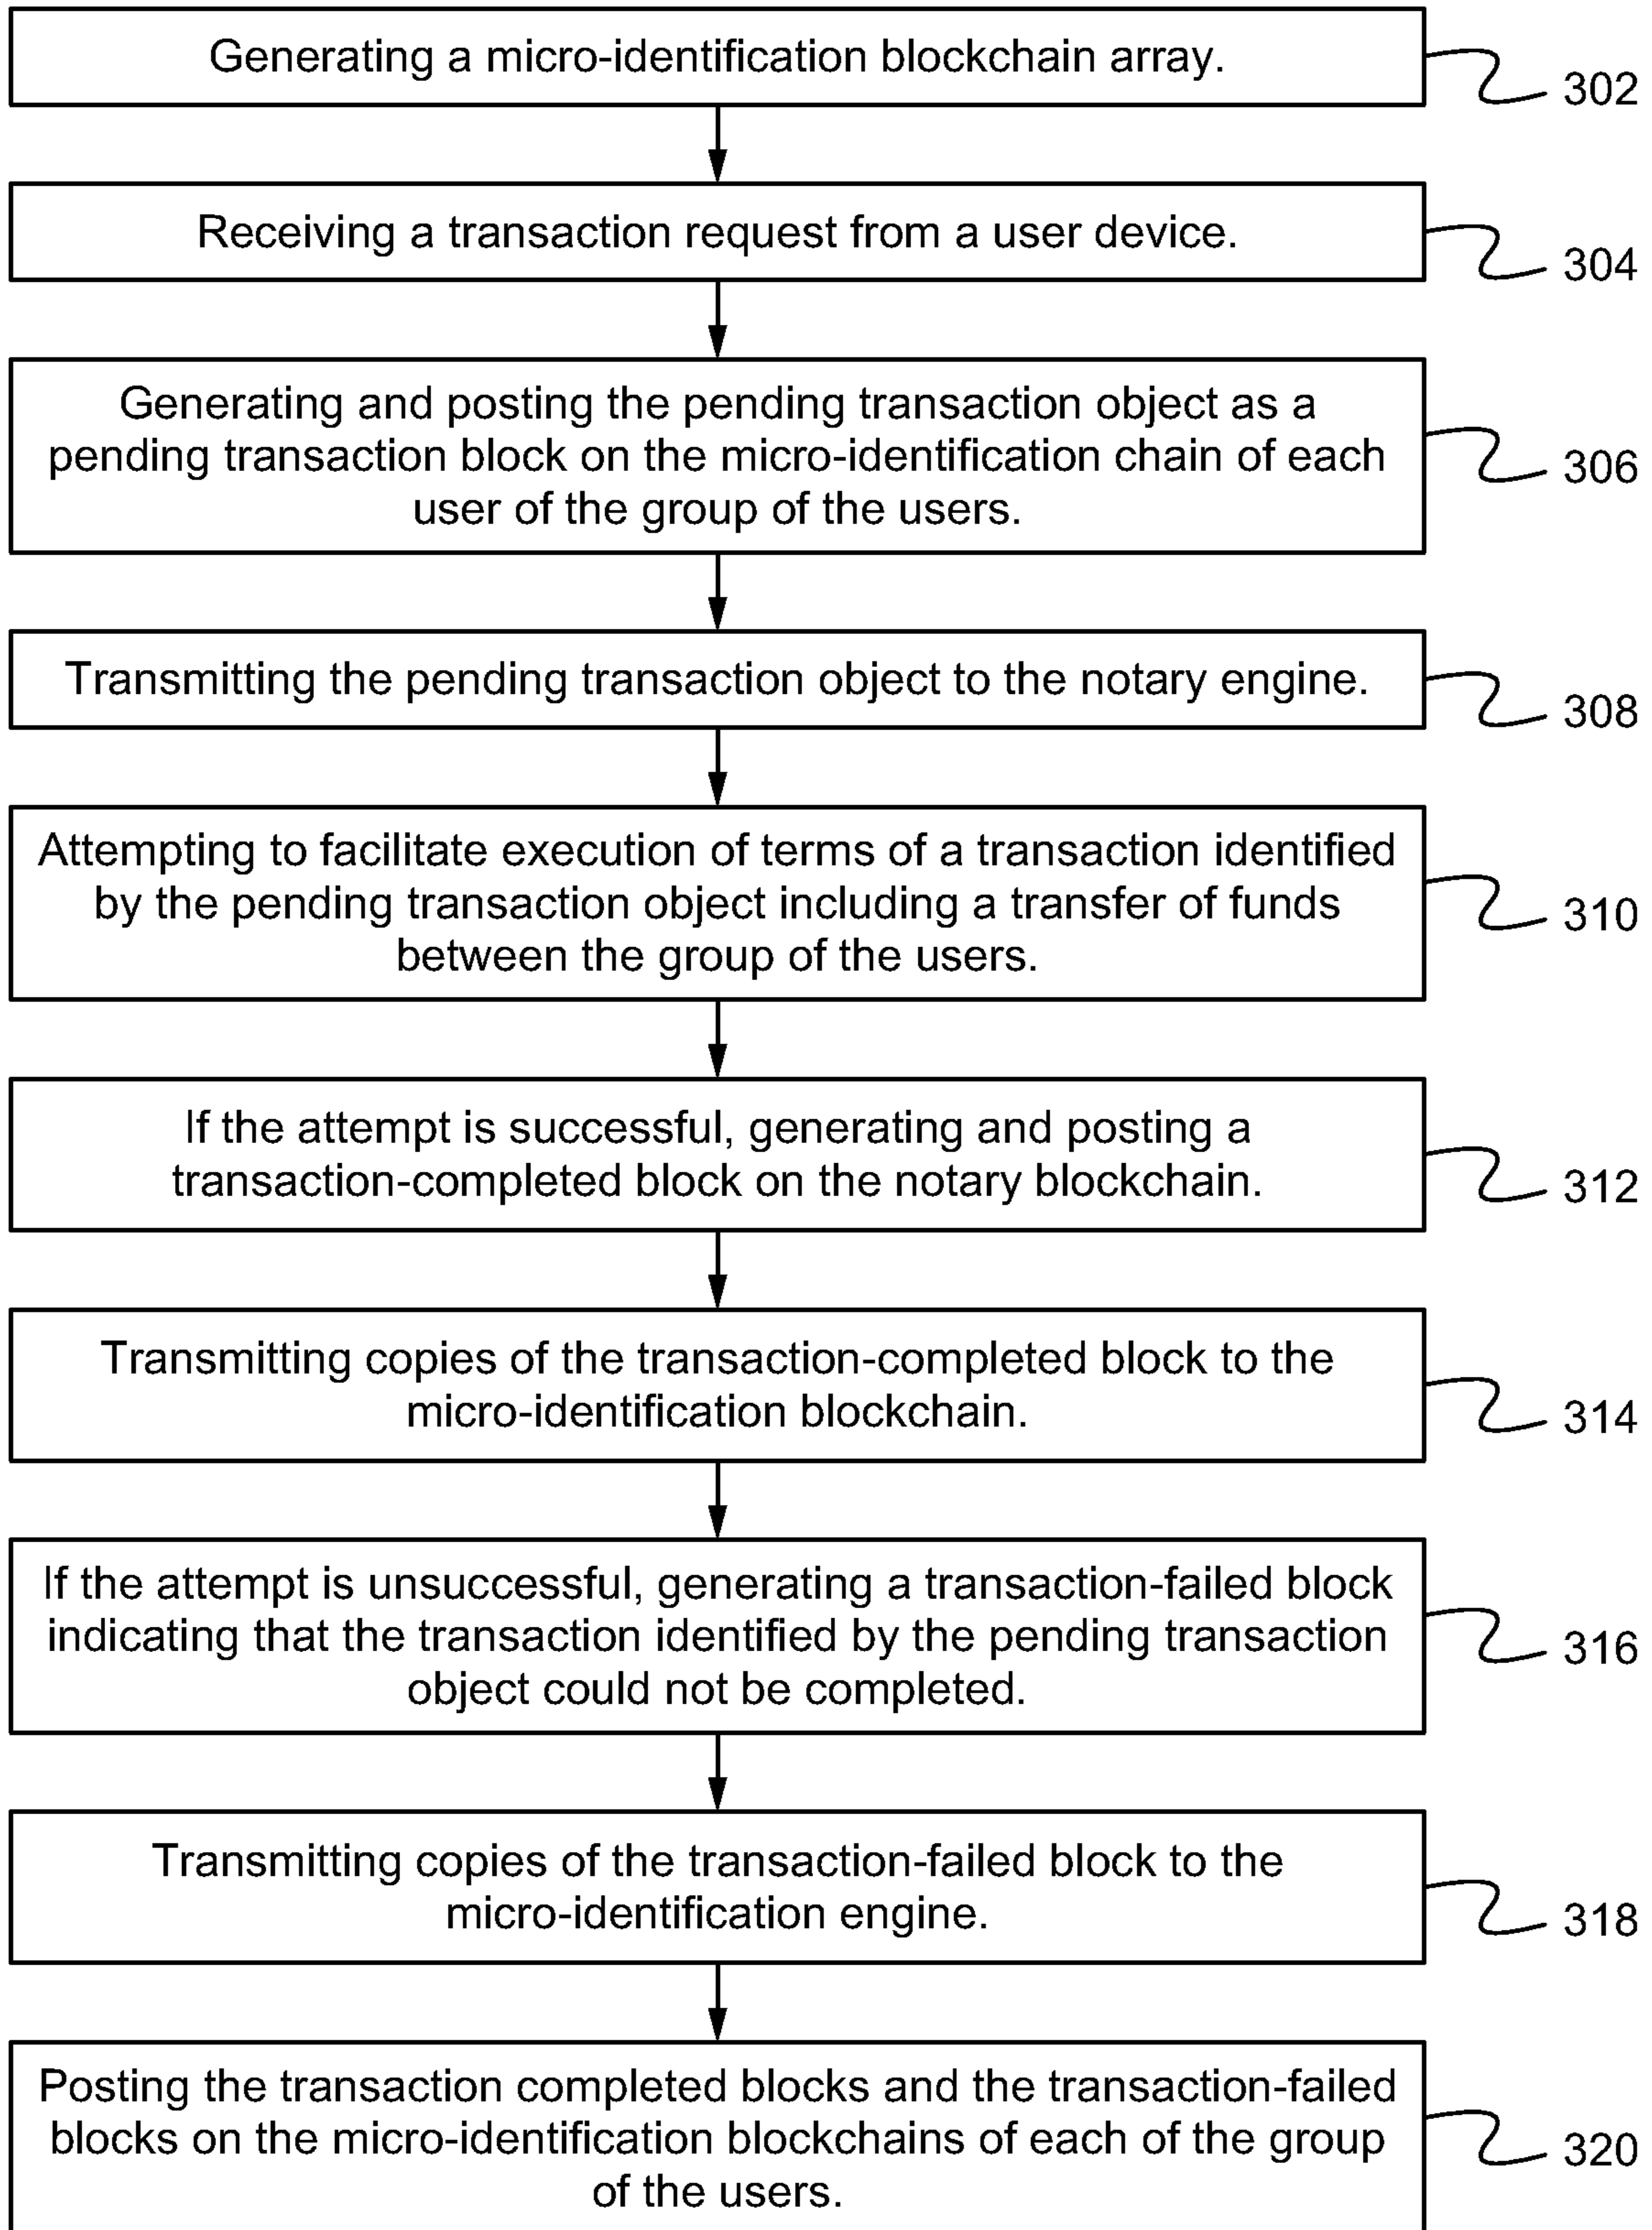 Generating a micro-identification blockchain array.
302
Receiving a transaction request from a user device.
304
Generating and posting the pending transaction object as a
pending transaction block on the micro-identification chain of each
user of the group of the users.
306
Transmitting the pending transaction object to the notary engine.
308
Attempting to facilitate execution of terms of a transaction identified
by the pending transaction object including a transfer of funds
between the group of the users.
310
If the attempt is successful, generating and posting a
transaction-completed block on the notary blockchain.
312
Transmitting copies of the transaction-completed block to the
micro-identification blockchain.
314
If the attempt is unsuccessful, generating a transaction-failed block
indicating that the transaction identified by the pending transaction
object could not be completed.
316
Transmitting copies of the transaction-failed block to the
micro-identification engine.
318
Posting the transaction completed blocks and the transaction-failed
blocks on the micro-identification blockchains of each of the group
of the users.
320